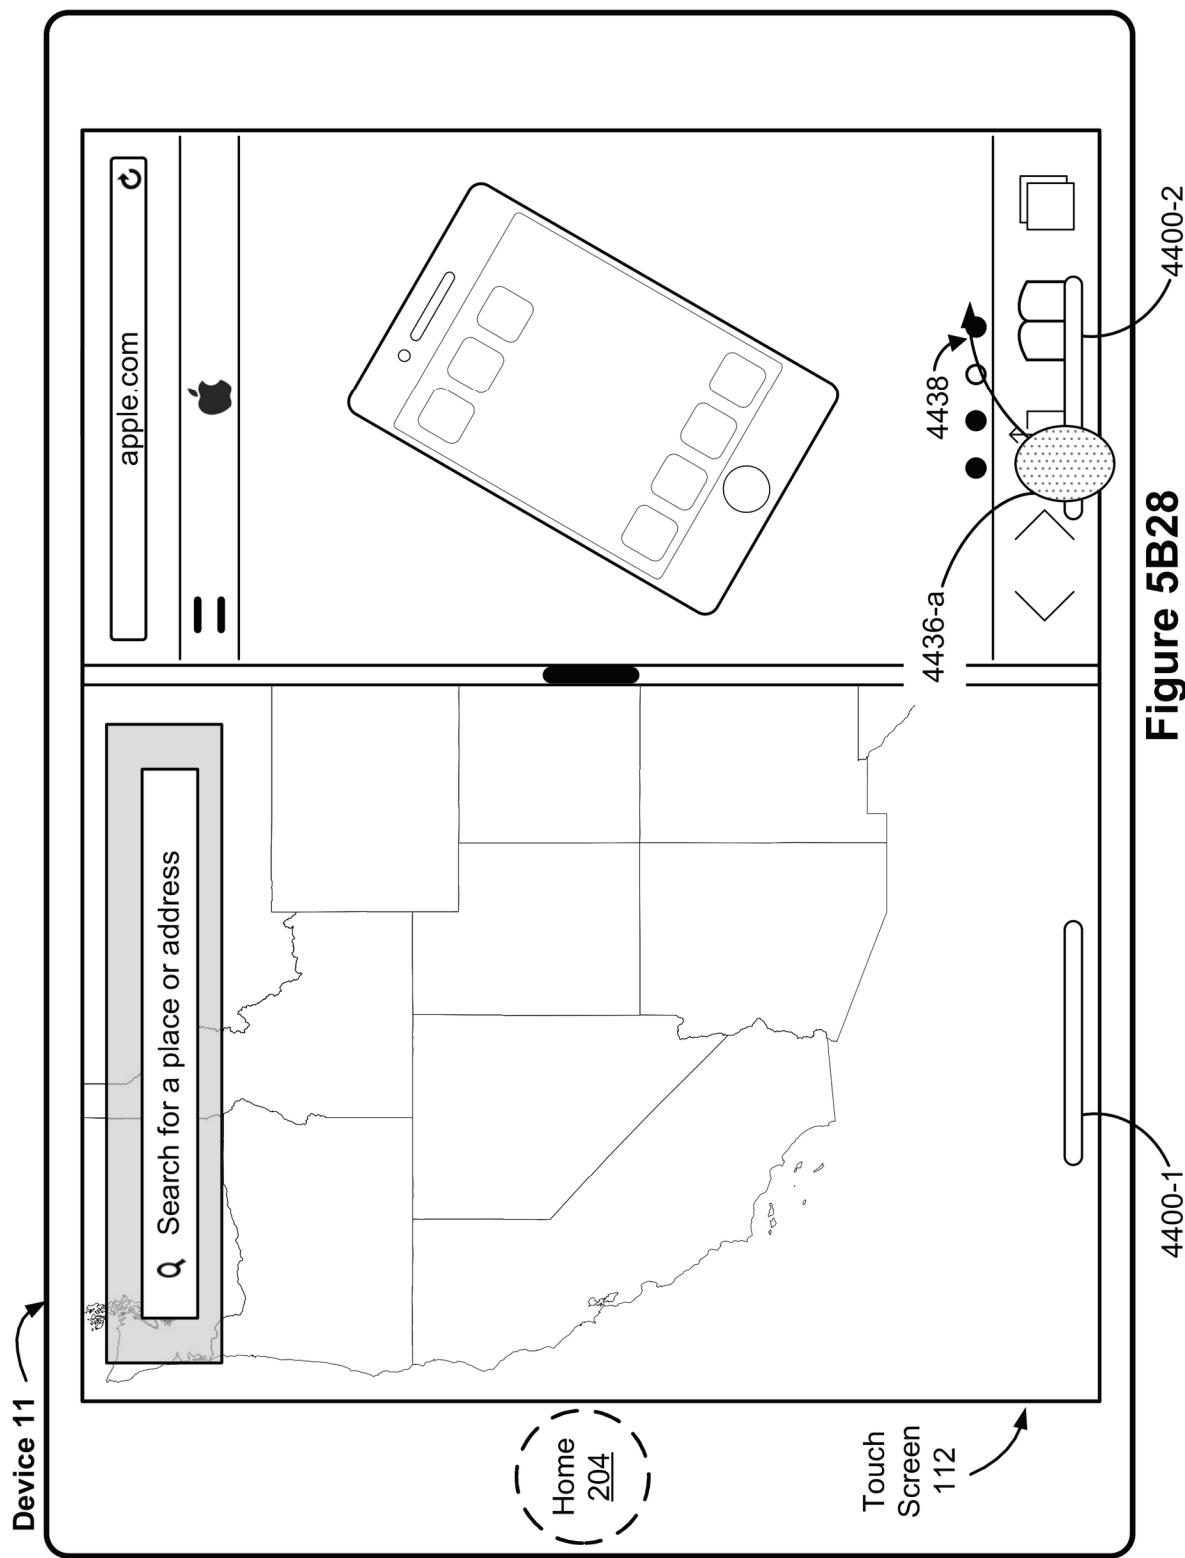 Device 11
Search for a place or address
apple.com
Home
204
Touch
Screen
112
4438
4436-a
4400-1
4400-2
Figure 5B28